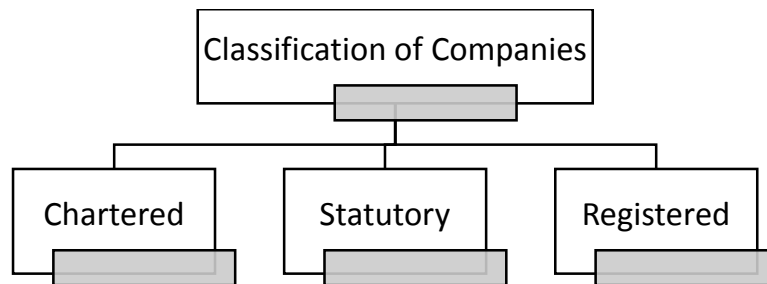 Classification of Companies
Chartered
Statutory
Registered